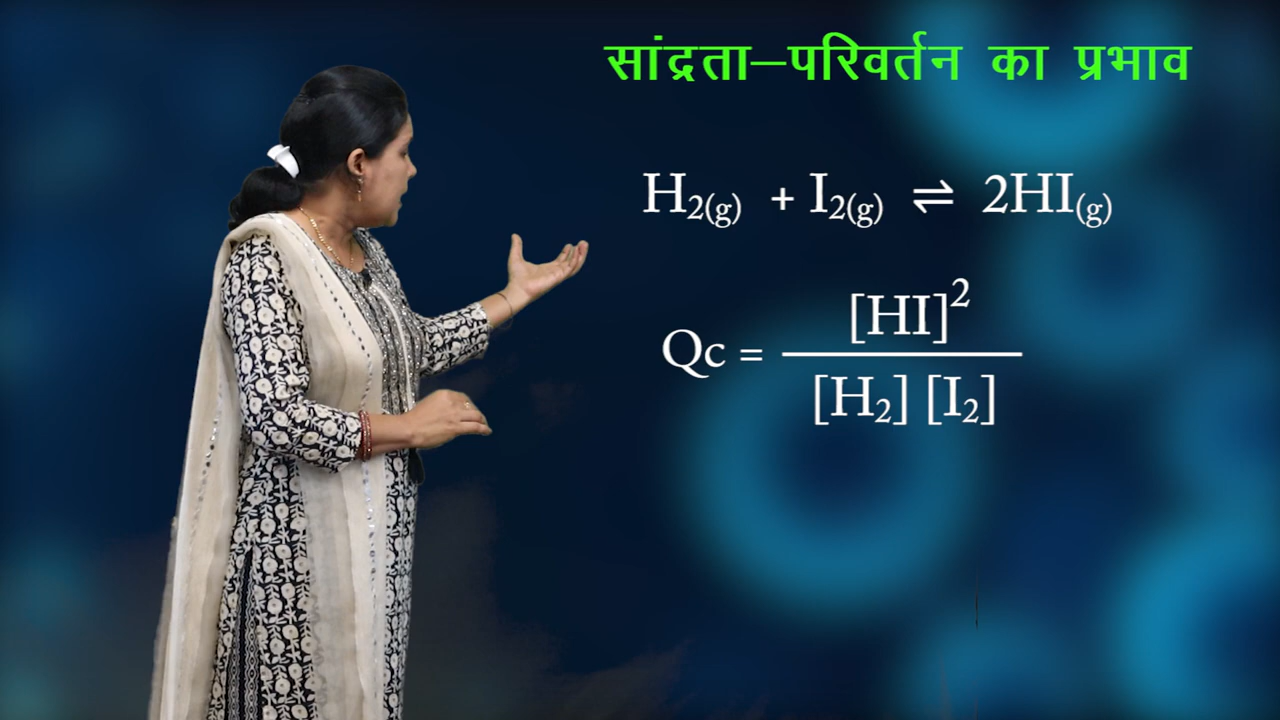 सांद्रता–परिवर्तन का प्रभाव
H₂(g) + I₂(g) ⇌ 2HI(g)
Qc = [HI]² / [H₂] [I₂]